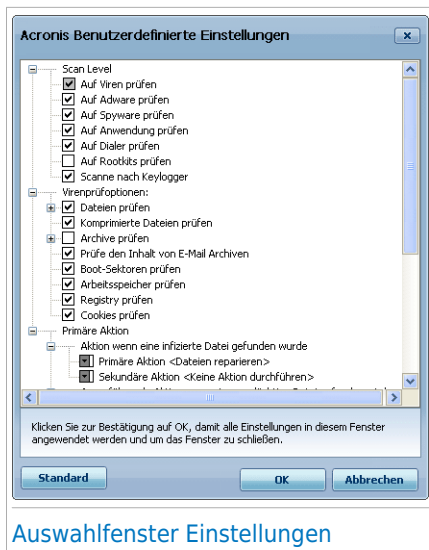 Acronis Benutzerdefinierte Einstellungen
Scan Level
Auf Viren prüfen
Auf Adware prüfen
Auf Spyware prüfen
Auf Anwendung prüfen
Auf Dialer prüfen
Auf Rootkits prüfen
Scanne nach Keylogger
Virenprüfoptionen:
Dateien prüfen
Komprimierte Dateien prüfen
Archive prüfen
Prüfe den Inhalt von E-Mail Archiven
Boot-Sektoren prüfen
Arbeitsspeicher prüfen
Registry prüfen
Cookies prüfen
Primäre Aktion
Aktion wenn eine infizierte Datei gefunden wurde
Primäre Aktion <Dateien reparieren>
Sekundäre Aktion <Keine Aktion durchführen>
Klicken Sie zur Bestätigung auf OK, damit alle Einstellungen in diesem Fenster
angewendet werden und um das Fenster zu schließen.
Standard
OK
Abbrechen
Auswahlfenster Einstellungen